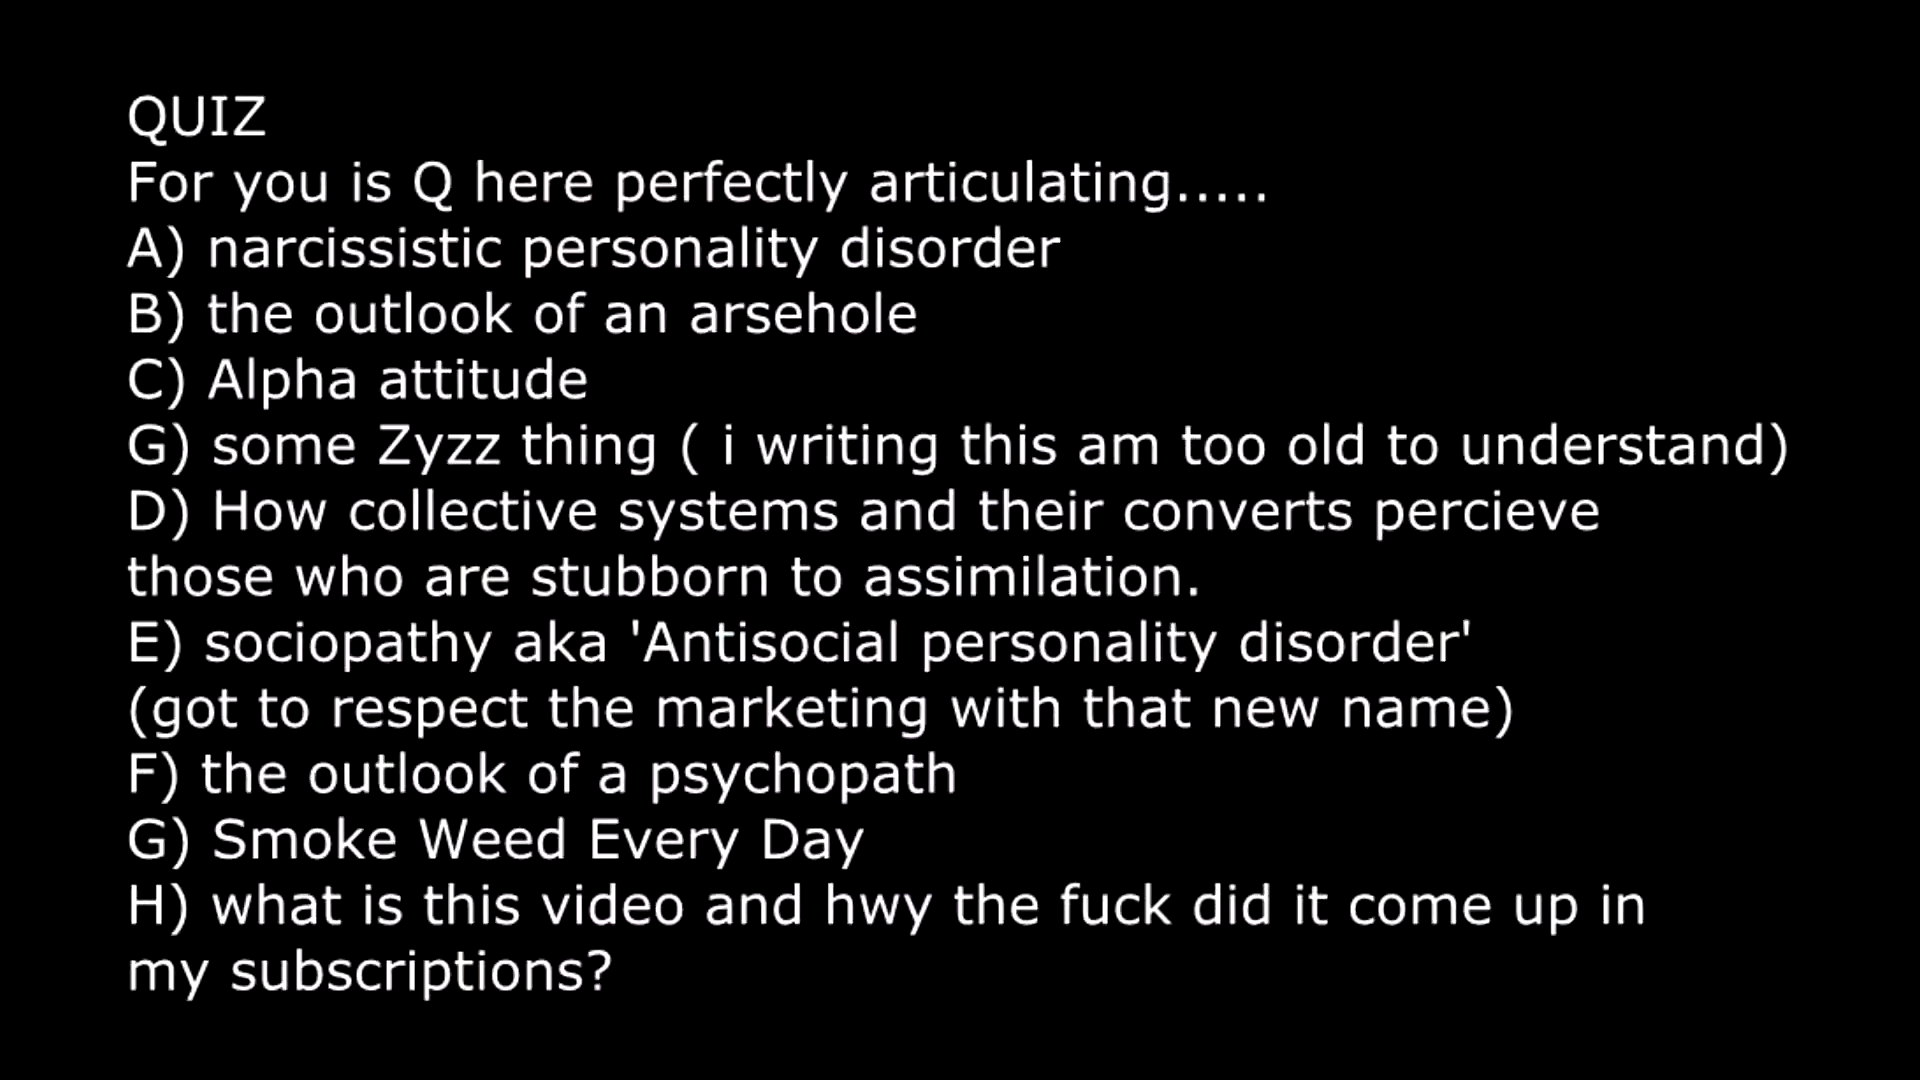 QUIZ
For you is Q here perfectly articulating.....
A) narcissistic personality disorder
B) the outlook of an arsehole
C) Alpha attitude
G) some Zyzz thing ( i writing this am too old to understand)
D) How collective systems and their converts percieve
those who are stubborn to assimilation.
E) sociopathy aka 'Antisocial personality disorder'
(got to respect the marketing with that new name)
F) the outlook of a psychopath
G) Smoke Weed Every Day
H) what is this video and hwy the fuck did it come up in
my subscriptions?